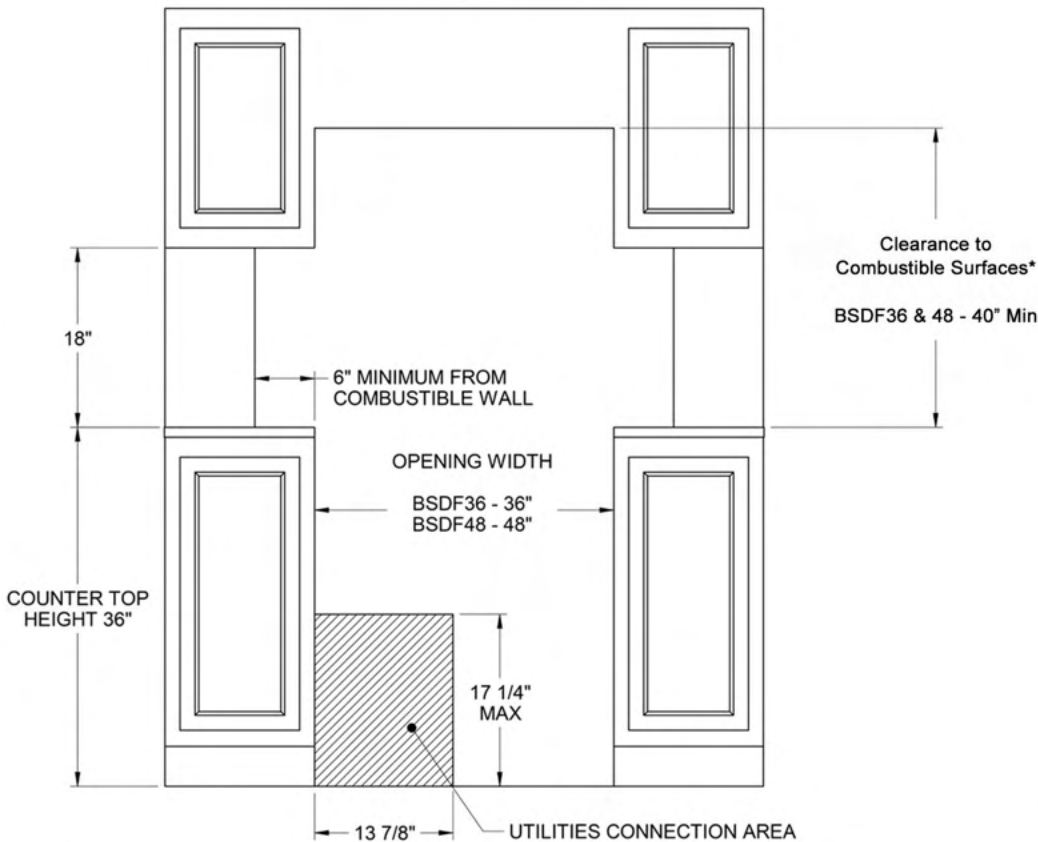 Clearance to
Combustible Surfaces*
BSDF36 & 48 - 40” Min
18"
6" MINIMUM FROM
COMBUSTIBLE WALL
OPENING WIDTH
BSDF36 - 36"
BSDF48 - 48"
COUNTER TOP
HEIGHT 36"
17 1/4"
MAX
13 7/8"
UTILITIES CONNECTION AREA